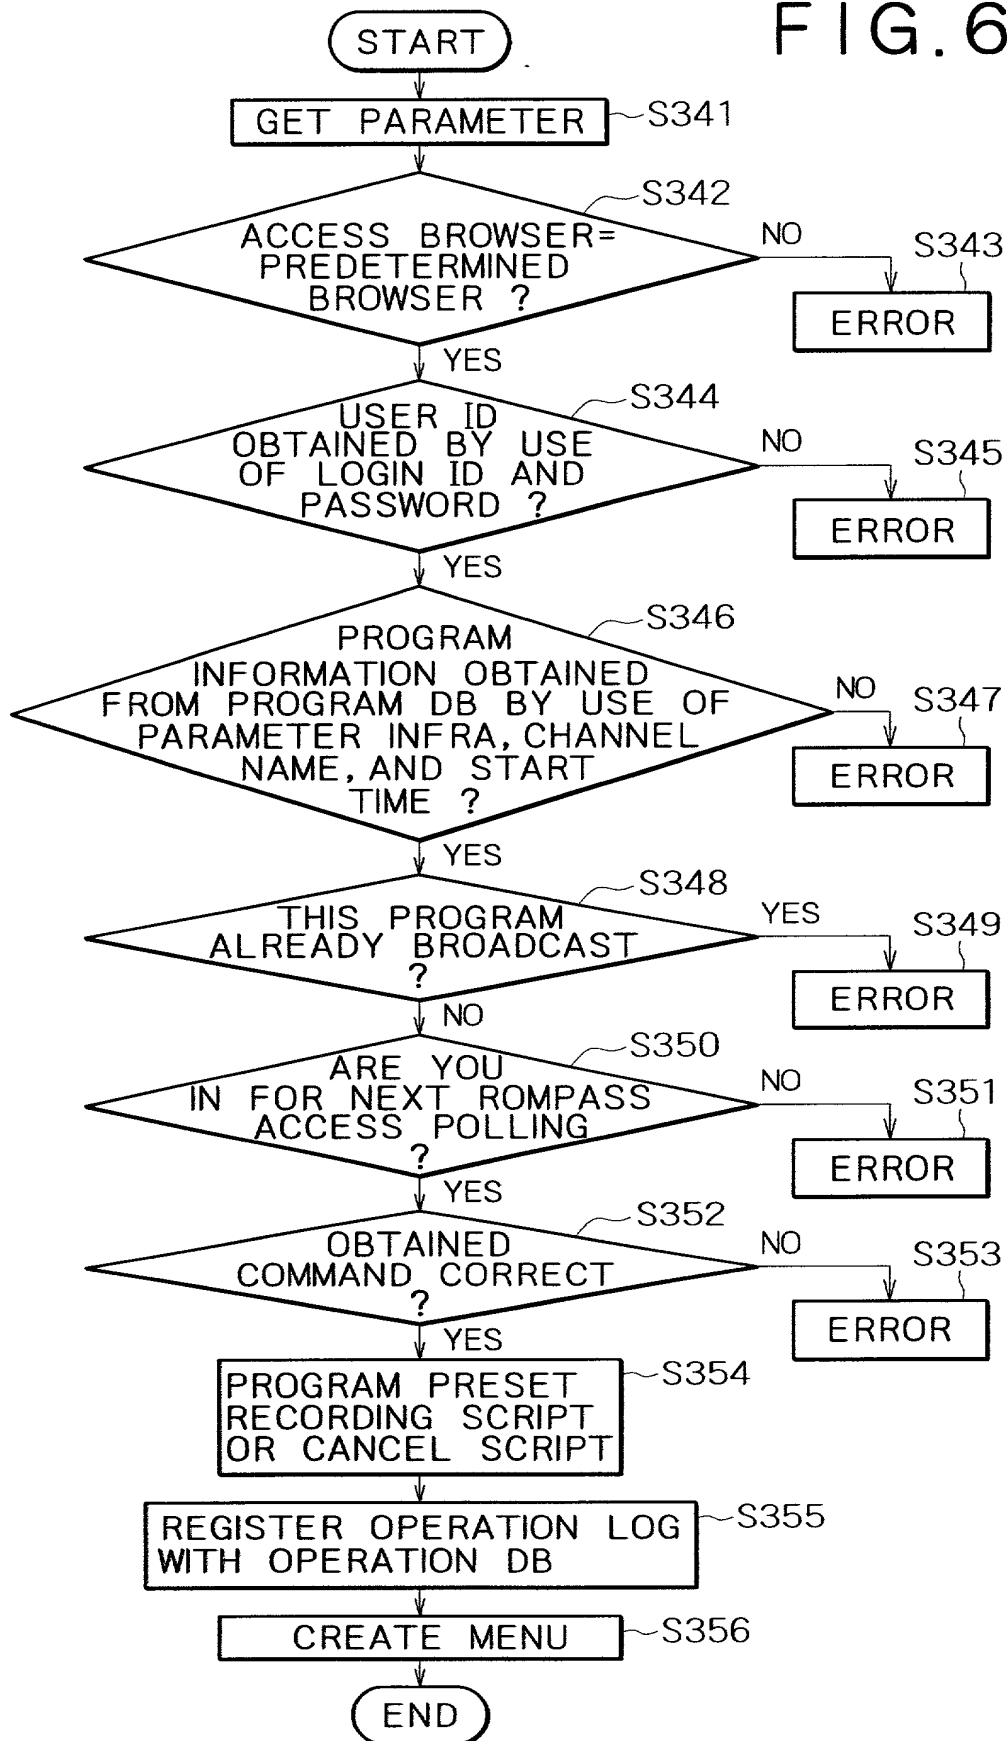 FIG. 6
START
GET PARAMETER
S341
S342
ACCESS BROWSER=
PREDETERMINED
BROWSER ?
NO
S343
ERROR
YES
S344
USER ID
OBTAINED BY USE
OF LOGIN ID AND
PASSWORD ?
NO
S345
ERROR
YES
S346
PROGRAM
INFORMATION OBTAINED
FROM PROGRAM DB BY USE OF
PARAMETER INFRA, CHANNEL
NAME, AND START
TIME ?
NO
S347
ERROR
YES
S348
THIS PROGRAM
ALREADY BROADCAST
?
YES
S349
ERROR
NO
S350
ARE YOU
IN FOR NEXT ROMPASS
ACCESS POLLING
?
NO
S351
ERROR
YES
S352
OBTAINED
COMMAND CORRECT
?
NO
S353
ERROR
YES
PROGRAM PRESET
RECORDING SCRIPT
OR CANCEL SCRIPT
S354
REGISTER OPERATION LOG
WITH OPERATION DB
S355
CREATE MENU
S356
END